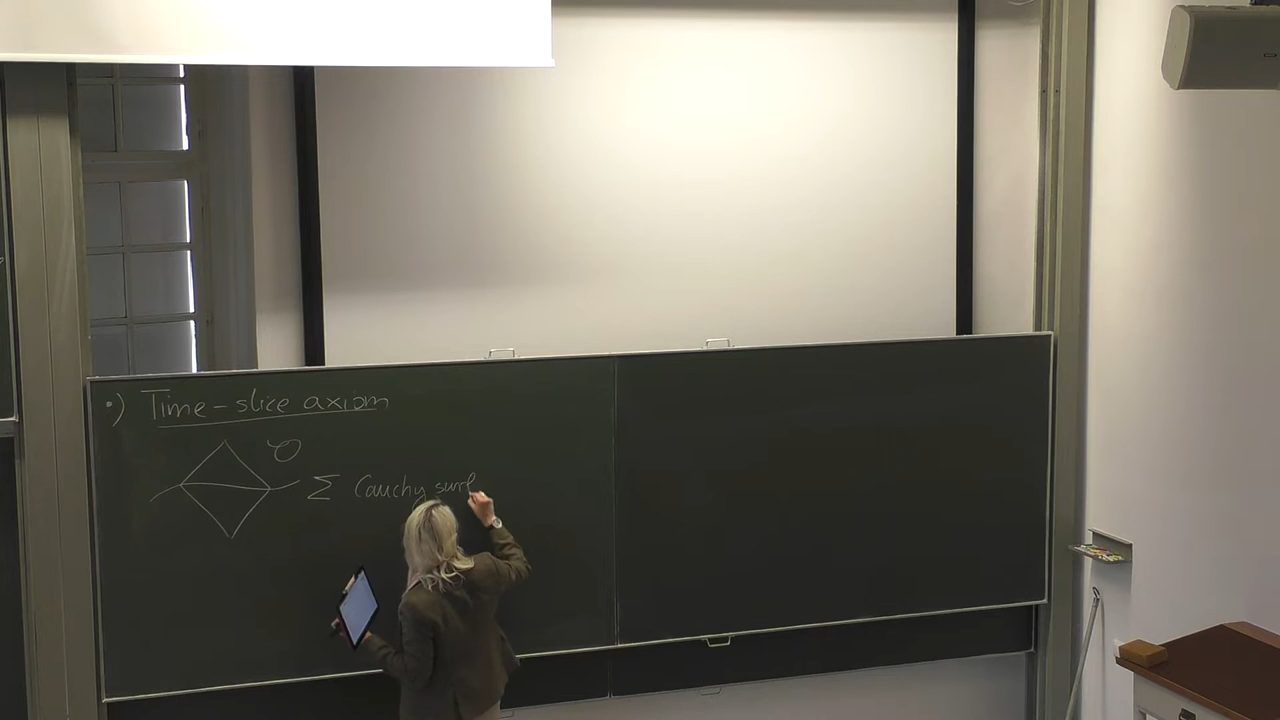 •) Time-slice axiom
O
Σ Cauchy surf